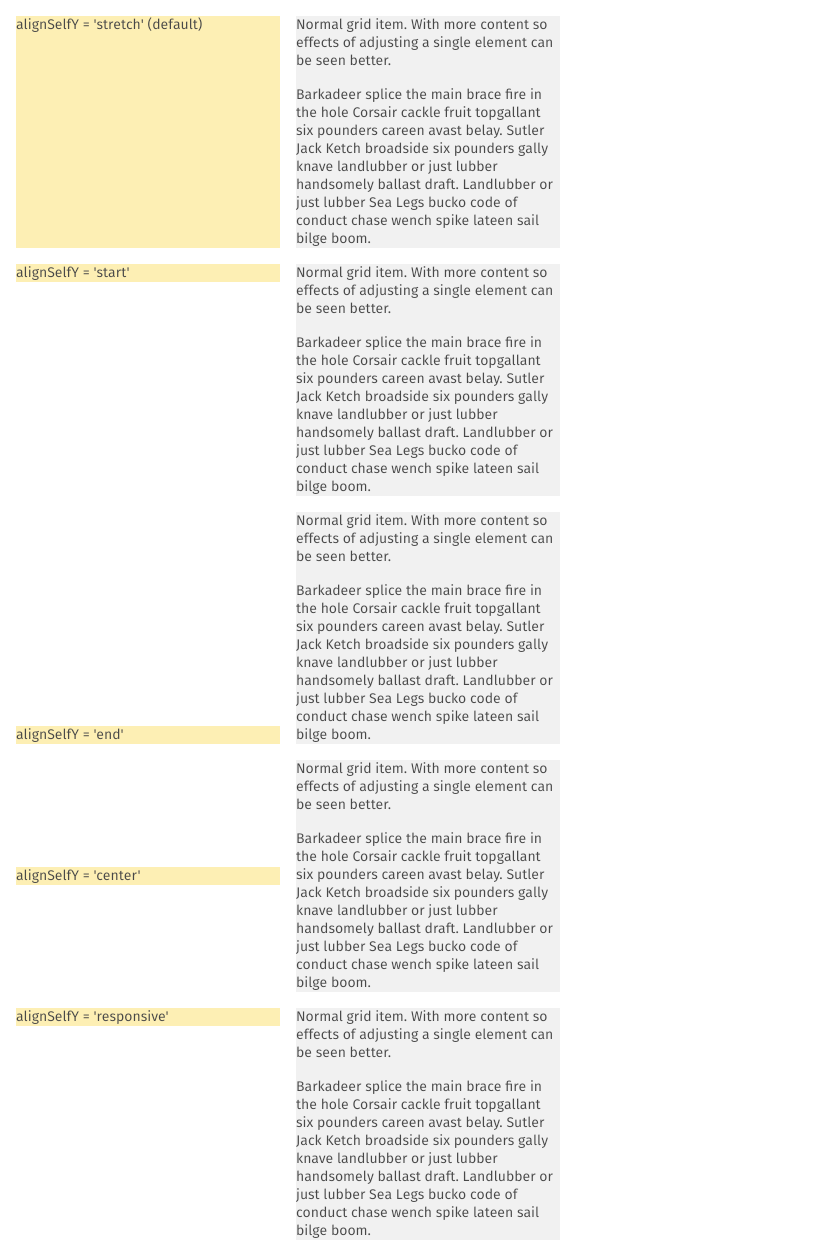 alignSelfY = 'stretch' (default)
Normal grid item. With more content so
effects of adjusting a single element can
be seen better.
Barkadeer splice the main brace fire in
the hole Corsair cackle fruit topgallant
six pounders careen avast belay. Sutler
Jack Ketch broadside six pounders gally
knave landlubber or just lubber
handsomely ballast draft. Landlubber or
just lubber Sea Legs bucko code of
conduct chase wench spike lateen sail
bilge boom.
alignSelfY = 'start'
Normal grid item. With more content so
effects of adjusting a single element can
be seen better.
Barkadeer splice the main brace fire in
the hole Corsair cackle fruit topgallant
six pounders careen avast belay. Sutler
Jack Ketch broadside six pounders gally
knave landlubber or just lubber
handsomely ballast draft. Landlubber or
just lubber Sea Legs bucko code of
conduct chase wench spike lateen sail
bilge boom.
alignSelfY = 'end'
Normal grid item. With more content so
effects of adjusting a single element can
be seen better.
Barkadeer splice the main brace fire in
the hole Corsair cackle fruit topgallant
six pounders careen avast belay. Sutler
Jack Ketch broadside six pounders gally
knave landlubber or just lubber
handsomely ballast draft. Landlubber or
just lubber Sea Legs bucko code of
conduct chase wench spike lateen sail
bilge boom.
alignSelfY = 'center'
Normal grid item. With more content so
effects of adjusting a single element can
be seen better.
Barkadeer splice the main brace fire in
the hole Corsair cackle fruit topgallant
six pounders careen avast belay. Sutler
Jack Ketch broadside six pounders gally
knave landlubber or just lubber
handsomely ballast draft. Landlubber or
just lubber Sea Legs bucko code of
conduct chase wench spike lateen sail
bilge boom.
alignSelfY = 'responsive'
Normal grid item. With more content so
effects of adjusting a single element can
be seen better.
Barkadeer splice the main brace fire in
the hole Corsair cackle fruit topgallant
six pounders careen avast belay. Sutler
Jack Ketch broadside six pounders gally
knave landlubber or just lubber
handsomely ballast draft. Landlubber or
just lubber Sea Legs bucko code of
conduct chase wench spike lateen sail
bilge boom.